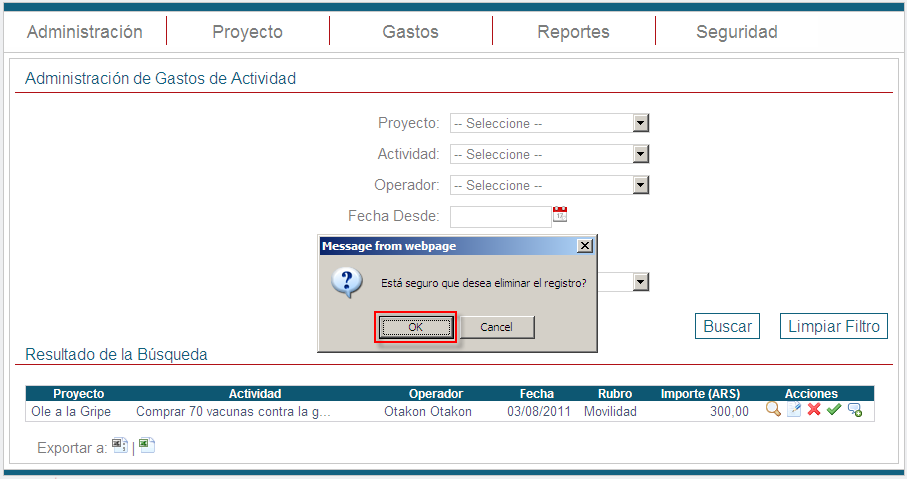 Administración Proyecto Gastos Reportes Seguridad
Administración de Gastos de Actividad
Proyecto: -- Seleccione --
Actividad: -- Seleccione --
Operador: -- Seleccione --
Fecha Desde:
Message from webpage
Está seguro que desea eliminar el registro?
OK Cancel
Buscar Limpiar Filtro
Resultado de la Búsqueda
Proyecto Actividad Operador Fecha Rubro Importe (ARS) Acciones
Ole a la Gripe Comprar 70 vacunas contra la g... Otakon Otakon 03/08/2011 Movilidad 300,00
Exportar a: |